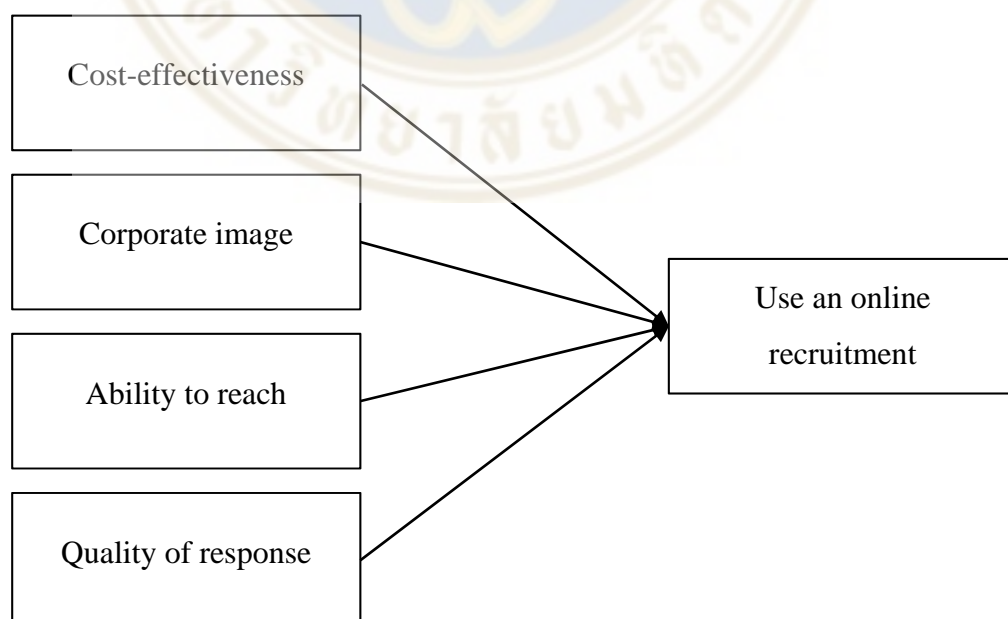 Cost-effectiveness
Corporate image
Ability to reach
Quality of response
Use an online
recruitment